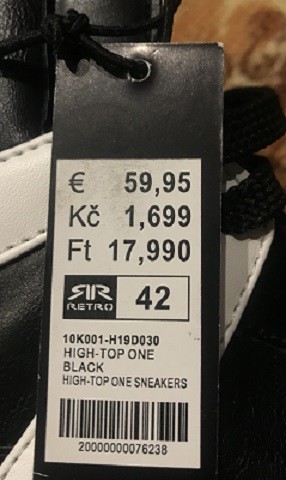 € 59,95
Kč 1,699
Ft 17,990
RR RETRO 42
10K001-H19D030
HIGH-TOP ONE
BLACK
HIGH-TOP ONE SNEAKERS
20000000076238